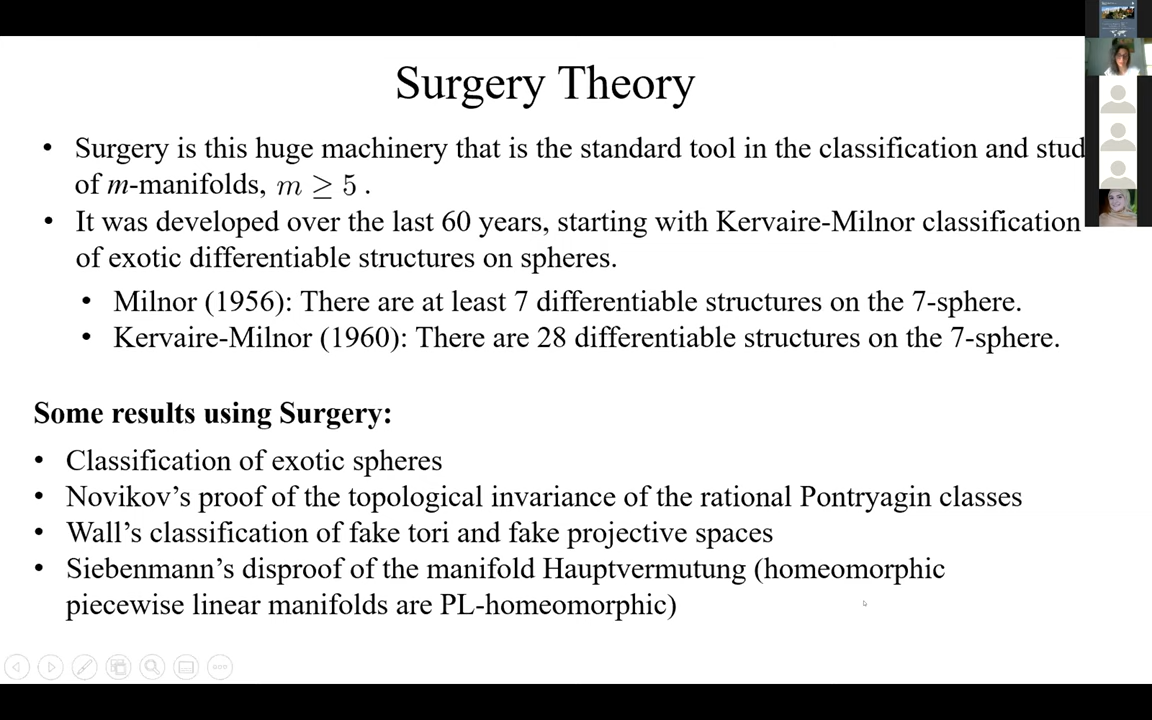 Surgery Theory
• Surgery is this huge machinery that is the standard tool in the classification and stud
of m-manifolds, m ≥ 5 .
• It was developed over the last 60 years, starting with Kervaire-Milnor classification
of exotic differentiable structures on spheres.
• Milnor (1956): There are at least 7 differentiable structures on the 7-sphere.
• Kervaire-Milnor (1960): There are 28 differentiable structures on the 7-sphere.
Some results using Surgery:
• Classification of exotic spheres
• Novikov’s proof of the topological invariance of the rational Pontryagin classes
• Wall’s classification of fake tori and fake projective spaces
• Siebenmann’s disproof of the manifold Hauptvermutung (homeomorphic
piecewise linear manifolds are PL-homeomorphic)